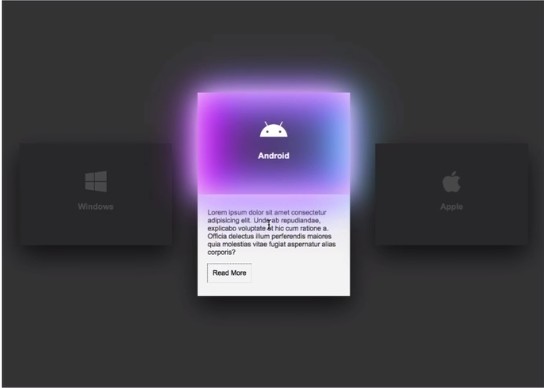 Android
Windows
Apple
Lorem ipsum dolor sit amet consectetur
adipisicing elit. Unde ab repudiandae,
explicabo voluptate at hic cum ratione a.
Officia delectus illum perferendis maiores
quia molestias vitae fugiat aspernatur alias
corporis?
Read More